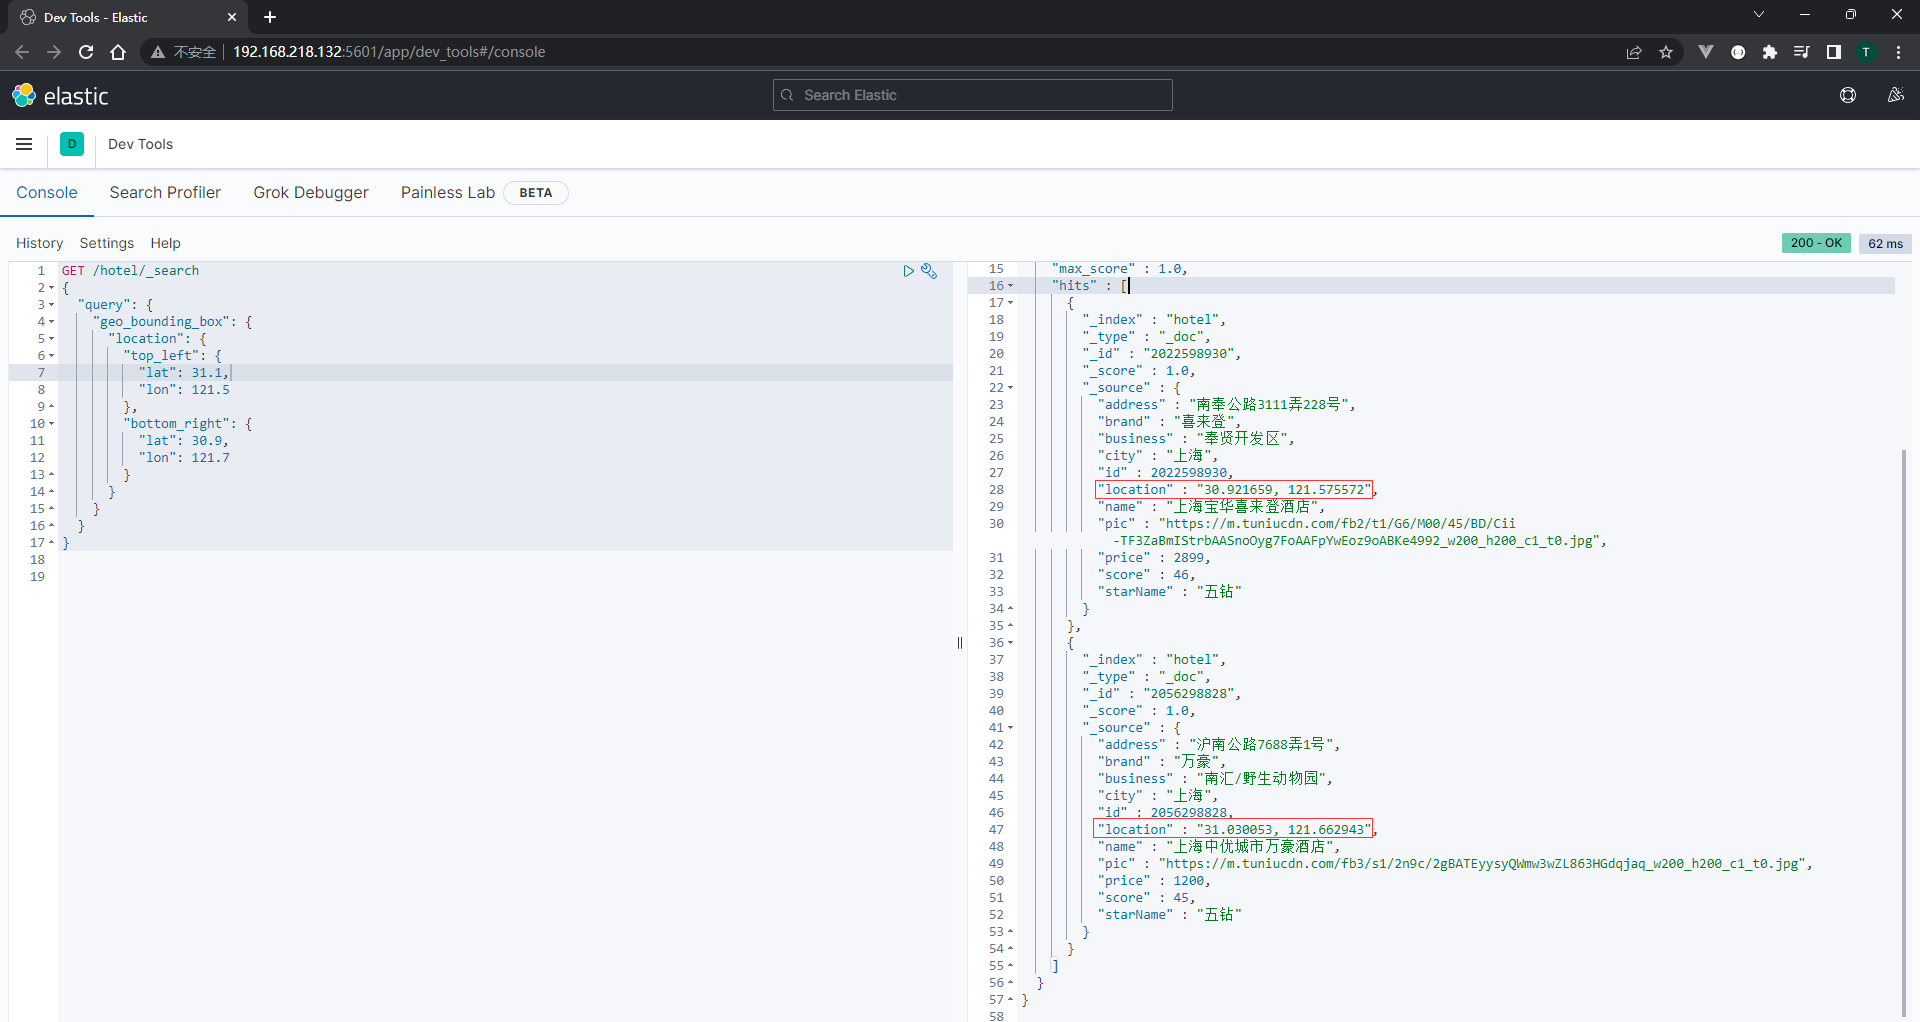 Dev Tools - Elastic
不安全 192.168.218.132:5601/app/dev_tools#/console
T
elastic
Search Elastic
D
Dev Tools
Console Search Profiler Grok Debugger Painless Lab BETA
History Settings Help
200 - OK 62 ms
1 GET /hotel/_search
2 {
3 "query": {
4 "geo_bounding_box": {
5 "location": {
6 "top_left": {
7 "lat": 31.1,
8 "lon": 121.5
9 },
10 "bottom_right": {
11 "lat": 30.9,
12 "lon": 121.7
13 }
14 }
15 }
16 }
17 }
18
19
15 "max_score" : 1.0,
16 "hits" : [
17 {
18 "_index" : "hotel",
19 "_type" : "_doc",
20 "_id" : "2022598930",
21 "_score" : 1.0,
22 "_source" : {
23 "address" : "南奉公路3111弄228号",
24 "brand" : "喜来登",
25 "business" : "奉贤开发区",
26 "city" : "上海",
27 "id" : 2022598930,
28 "location" : "30.921659, 121.575572",
29 "name" : "上海宝华喜来登酒店",
30 "pic" : "https://m.tuniucdn.com/fb2/t1/G6/M00/45/BD/Cii
-TF3ZaBmIStrbAASnoOyg7FoAAFpYwEoz9oABKe4992_w200_h200_c1_t0.jpg",
31 "price" : 2899,
32 "score" : 46,
33 "starName" : "五钻"
34 }
35 },
36 {
37 "_index" : "hotel",
38 "_type" : "_doc",
39 "_id" : "2056298828",
40 "_score" : 1.0,
41 "_source" : {
42 "address" : "沪南公路7688弄1号",
43 "brand" : "万豪",
44 "business" : "南汇/野生动物园",
45 "city" : "上海",
46 "id" : 2056298828,
47 "location" : "31.030053, 121.662943",
48 "name" : "上海中优城市万豪酒店",
49 "pic" : "https://m.tuniucdn.com/fb3/s1/2n9c/2gBATEyysyQWmw3wZL863HGdqjaq_w200_h200_c1_t0.jpg",
50 "price" : 1200,
51 "score" : 45,
52 "starName" : "五钻"
53 }
54 }
55 ]
56 }
57 }
58